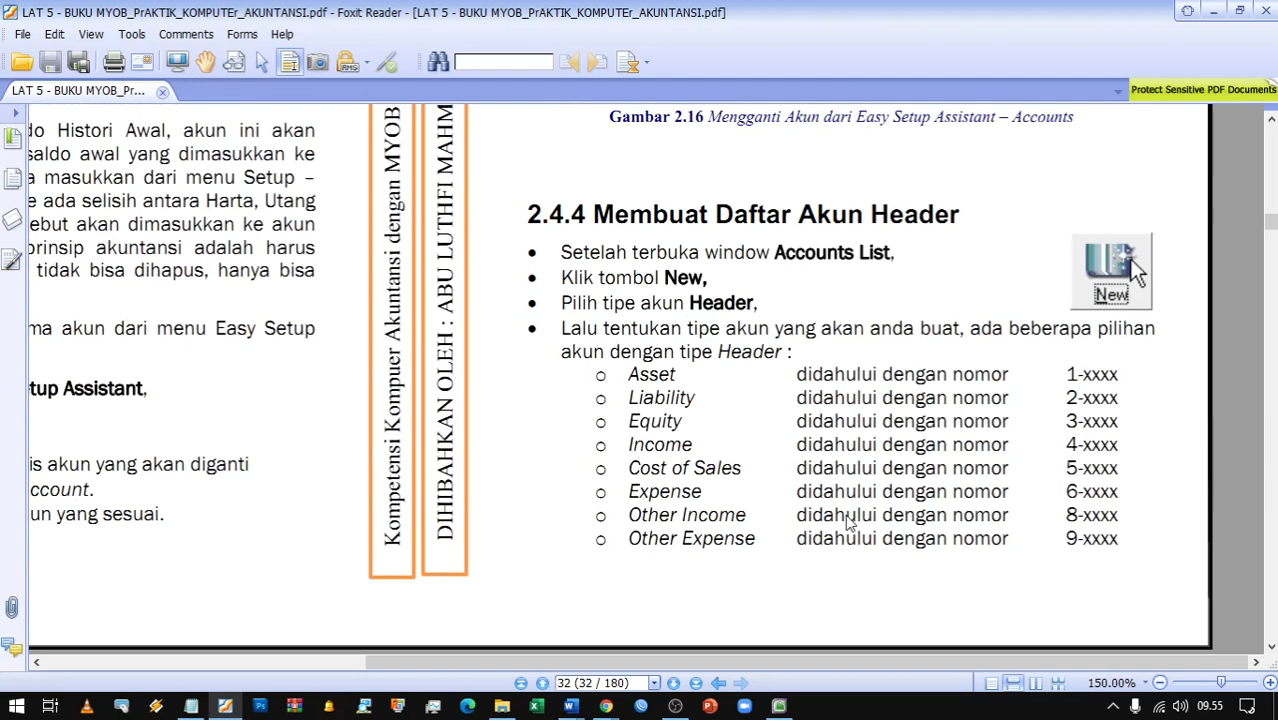 LAT 5 - BUKU MYOB_PrAKTIK_KOMPUTEr_AKUNTANSI.pdf - Foxit Reader - [LAT 5 - BUKU MYOB_PrAKTIK_KOMPUTEr_AKUNTANSI.pdf]
File Edit View Tools Comments Forms Help
RMS
LAT 5 - BUKU MYOB_Pr...
Protect Sensitive PDF Documents
do Histori Awal, akun ini akan
saldo awal yang dimasukkan ke
a masukkan dari menu Setup –
e ada selisih antara Harta, Utang
ebut akan dimasukkan ke akun
prinsip akuntansi adalah harus
tidak bisa dihapus, hanya bisa
ma akun dari menu Easy Setup
tup Assistant,
is akun yang akan diganti
ccount.
un yang sesuai.
Kompetensi Kompuer Akuntansi dengan MYOB
DIHIBAHKAN OLEH : ABU LUTHFI MAHM
Gambar 2.16 Mengganti Akun dari Easy Setup Assistant – Accounts
2.4.4 Membuat Daftar Akun Header
• Setelah terbuka window Accounts List,
• Klik tombol New,
• Pilih tipe akun Header,
New
• Lalu tentukan tipe akun yang akan anda buat, ada beberapa pilihan
akun dengan tipe Header :
o Asset didahului dengan nomor 1-xxxx
o Liability didahului dengan nomor 2-xxxx
o Equity didahului dengan nomor 3-xxxx
o Income didahului dengan nomor 4-xxxx
o Cost of Sales didahului dengan nomor 5-xxxx
o Expense didahului dengan nomor 6-xxxx
o Other Income didahului dengan nomor 8-xxxx
o Other Expense didahului dengan nomor 9-xxxx
32 (32 / 180)
150.00%
09.55